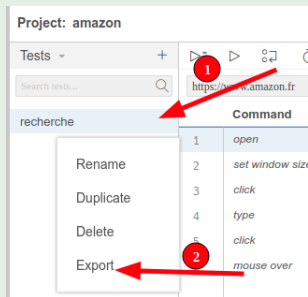 Project: amazon
Tests
+
Search tests...
https://www.amazon.fr
1
recherche
Command
1 open
2 set window size
3 click
4 type
5 click
mouse over
Rename
Duplicate
Delete
Export
2